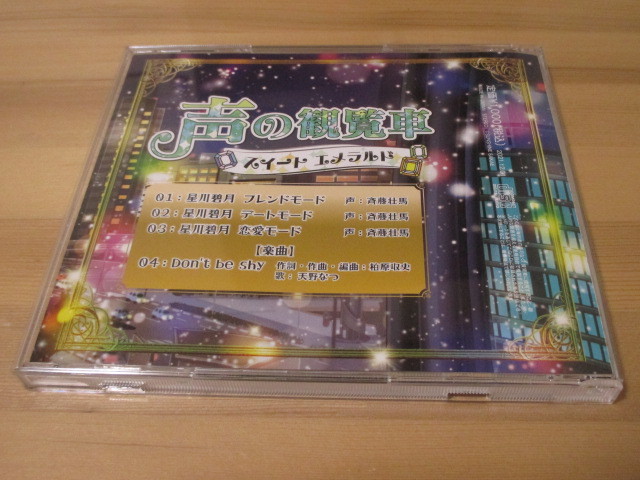 声の観覧車
スイート エメラルド
01：星川碧月 フレンドモード 声：斉藤壮馬
02：星川碧月 デートモード 声：斉藤壮馬
03：星川碧月 恋愛モード 声：斉藤壮馬
【楽曲】
04：Don't be shy 作詞・作曲・編曲：柏原収史
歌：天野なつ